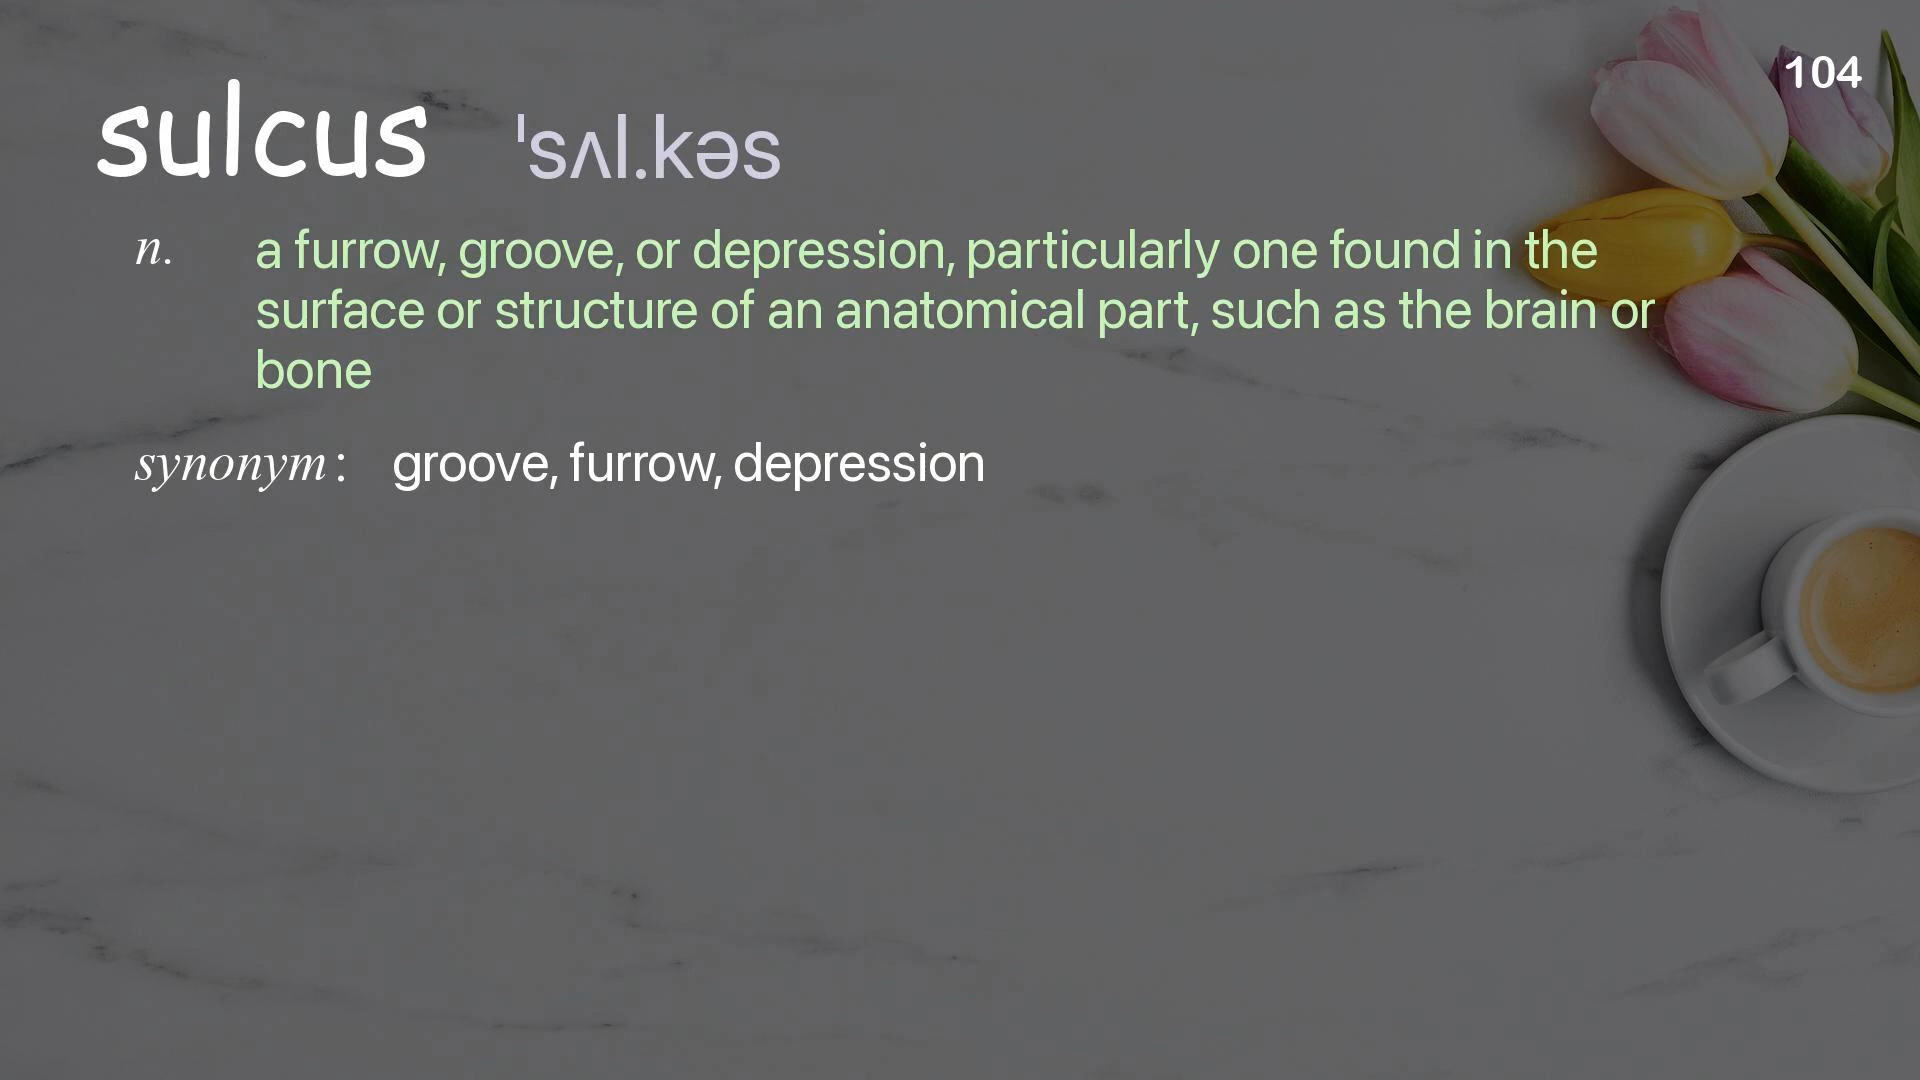 104
sulcus ˈsʌl.kəs
n. a furrow, groove, or depression, particularly one found in the
surface or structure of an anatomical part, such as the brain or
bone
synonym: groove, furrow, depression